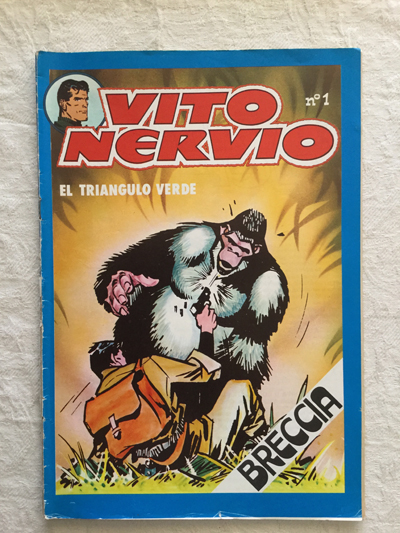 VITO
nº1
NERVIO
EL TRIANGULO VERDE
BRECCIA